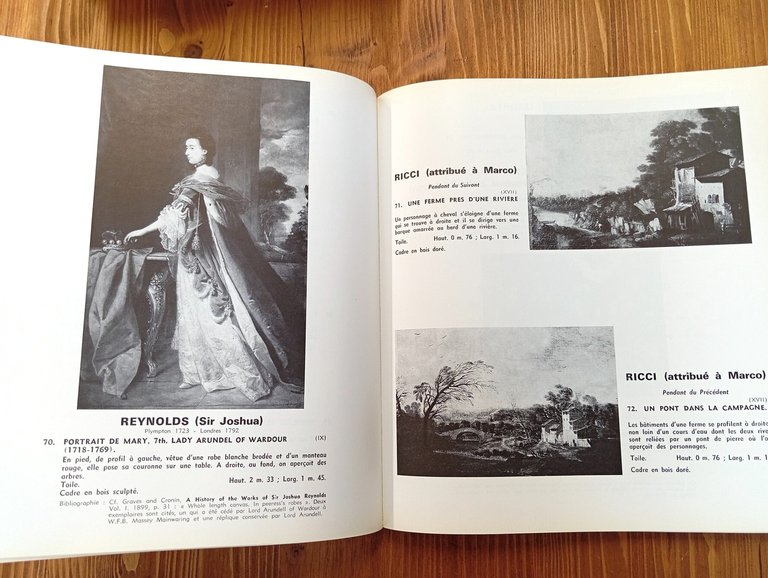 REYNOLDS (Sir Joshua)
Plympton 1723 - Londres 1792
70. PORTRAIT DE MARY, 7th. LADY ARUNDEL OF WARDOUR (IX)
(1718-1769).
En pied, de profil à gauche, vêtue d'une robe blanche brodée et d'un manteau
rouge, elle pose sa couronne sur une table. A droite, au fond, on aperçoit des
arbres.
Toile. Haut. 2 m. 33 ; Larg. 1 m. 45.
Cadre en bois sculpté.
Bibliographie : Cf. Graves and Cronin, A History of the Works of Sir Joshua Reynolds
Vol. I, 1899, p. 31 : « Whole length canvas. In peeress's robes ». Deux
exemplaires sont cités, un qui a été cédé par Lord Arundell of Wardour à
W.F.B. Massey Mainwaring et une réplique conservée par Lord Arundell.
RICCI (attribué à Marco)
Pendant du Suivant
(XVII)
71. UNE FERME PRES D'UNE RIVIÈRE
Un personnage à cheval s'éloigne d'une ferme
qui se trouve à droite et il se dirige vers une
barque amarrée au bord d'une rivière.
Toile. Haut. 0 m. 76 ; Larg. 1 m. 16.
Cadre en bois doré.
RICCI (attribué à Marco)
Pendant du Précédent
(XVII)
72. UN PONT DANS LA CAMPAGNE.
Les bâtiments d'une ferme se profilent à droite
non loin d'un cours d'eau dont les deux rives
sont reliées par un pont de pierre où l'on
aperçoit des personnages.
Toile. Haut. 0 m. 76 ; Larg. 1 m.
Cadre en bois doré.